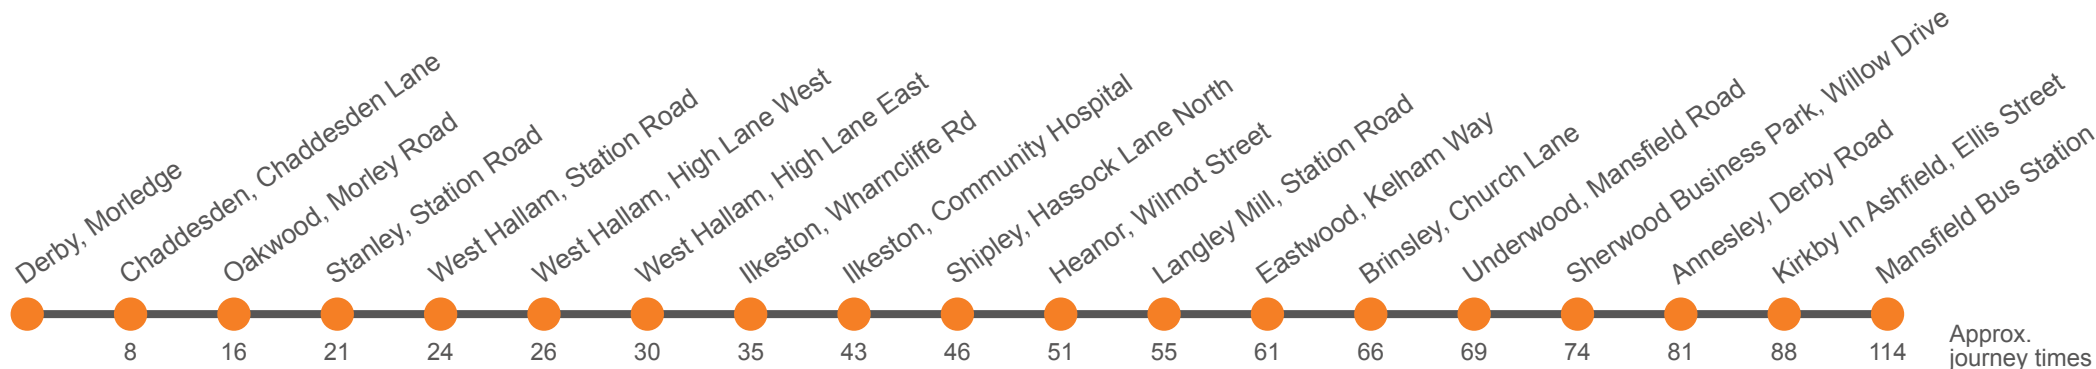 Derby, Morledge
Chaddesden, Chaddesden Lane
Oakwood, Morley Road
Stanley, Station Road
West Hallam, Station Road
West Hallam, High Lane West
West Hallam, High Lane East
Ilkeston, Wharncliffe Rd
Ilkeston, Community Hospital
Shipley, Hassock Lane North
Heanor, Wilmot Street
Langley Mill, Station Road
Eastwood, Kelham Way
Brinsley, Church Lane
Underwood, Mansfield Road
Sherwood Business Park, Willow Drive
Annesley, Derby Road
Kirkby In Ashfield, Ellis Street
Mansfield Bus Station
8 16 21 24 26 30 35 43 46 51 55 61 66 69 74 81 88 114
Approx.
journey times